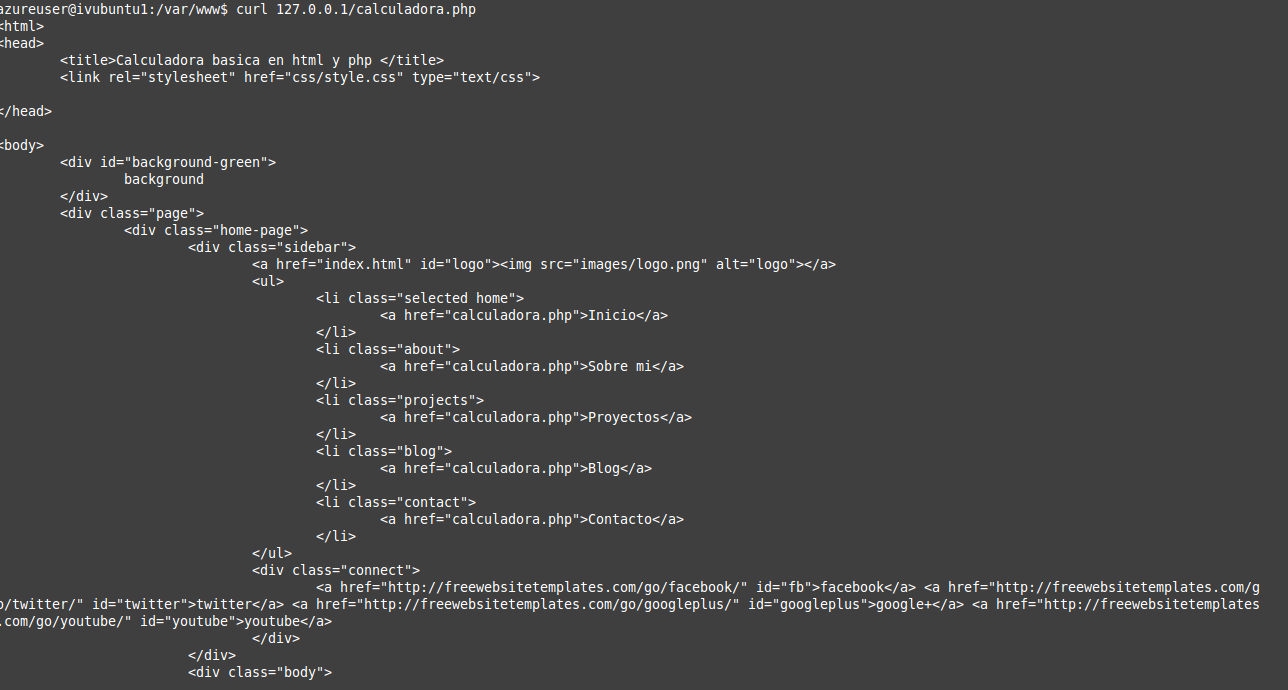 azureuser@ivubuntu1:/var/www$ curl 127.0.0.1/calculadora.php
<html>
<head>
        <title>Calculadora basica en html y php </title>
        <link rel="stylesheet" href="css/style.css" type="text/css">

</head>

<body>
        <div id="background-green">
                background
        </div>
        <div class="page">
                <div class="home-page">
                        <div class="sidebar">
                                <a href="index.html" id="logo"><img src="images/logo.png" alt="logo"></a>
                                <ul>
                                        <li class="selected home">
                                                <a href="calculadora.php">Inicio</a>
                                        </li>
                                        <li class="about">
                                                <a href="calculadora.php">Sobre mi</a>
                                        </li>
                                        <li class="projects">
                                                <a href="calculadora.php">Proyectos</a>
                                        </li>
                                        <li class="blog">
                                                <a href="calculadora.php">Blog</a>
                                        </li>
                                        <li class="contact">
                                                <a href="calculadora.php">Contacto</a>
                                        </li>
                                </ul>
                                <div class="connect">
                                        <a href="http://freewebsitetemplates.com/go/facebook/" id="fb">facebook</a> <a href="http://freewebsitetemplates.com/g
o/twitter/" id="twitter">twitter</a> <a href="http://freewebsitetemplates.com/go/googleplus/" id="googleplus">google+</a> <a href="http://freewebsitetemplates
.com/go/youtube/" id="youtube">youtube</a>
                                </div>
                        </div>
                        <div class="body">